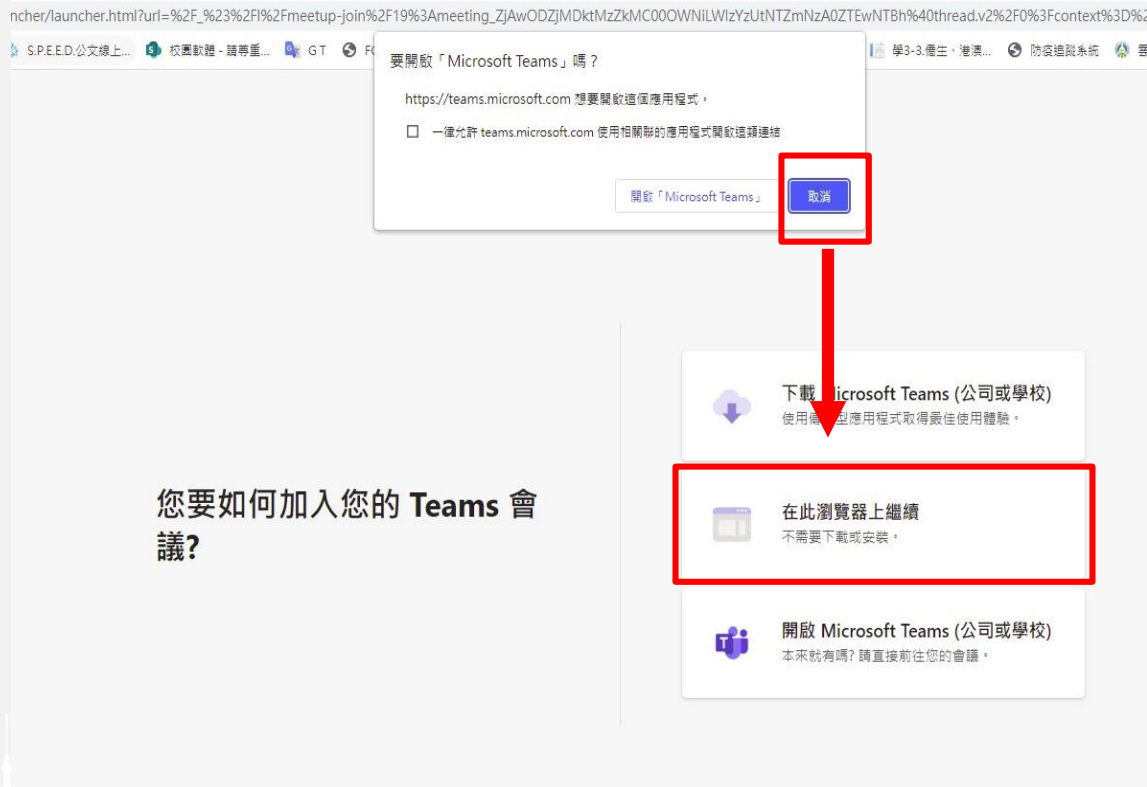 ncher/launcher.html?url=%2F_%23%2Fl%2Fmeetup-join%2F19%3Ameeting_ZjAwODZjMDktMzZkMC00OWNiLWIzYzUtNTZmNzA0ZTEwNTBh%40thread.v2%2F0%3Fcontext%3D%2
S.P.E.E.D.公文線上... 校園軟體 - 請尊重... G T 學3-3.僑生、港澳... 防疫追蹤系統
要開啟「Microsoft Teams」嗎？
https://teams.microsoft.com 想要開啟這個應用程式。
一律允許 teams.microsoft.com 使用相關聯的應用程式開啟這類連結
開啟「Microsoft Teams」 取消
下載 Microsoft Teams (公司或學校)
使用傳 型應用程式取得最佳使用體驗。
您要如何加入您的 Teams 會
議?
在此瀏覽器上繼續
不需要下載或安裝。
開啟 Microsoft Teams (公司或學校)
本來就有嗎? 請直接前往您的會議。